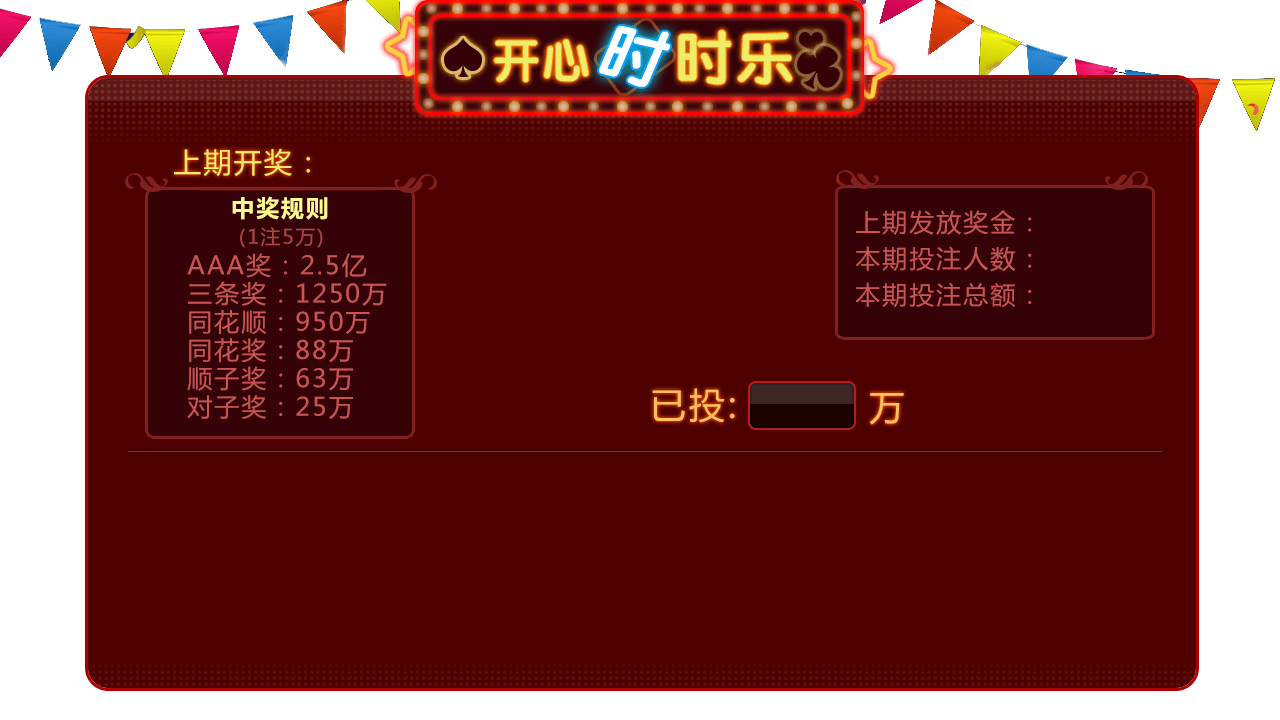 开心时时乐
上期开奖：
中奖规则
(1注5万)
AAA奖：2.5亿
三条奖：1250万
同花顺：950万
同花奖：88万
顺子奖：63万
对子奖：25万
上期发放奖金：
本期投注人数：
本期投注总额：
已投: 万